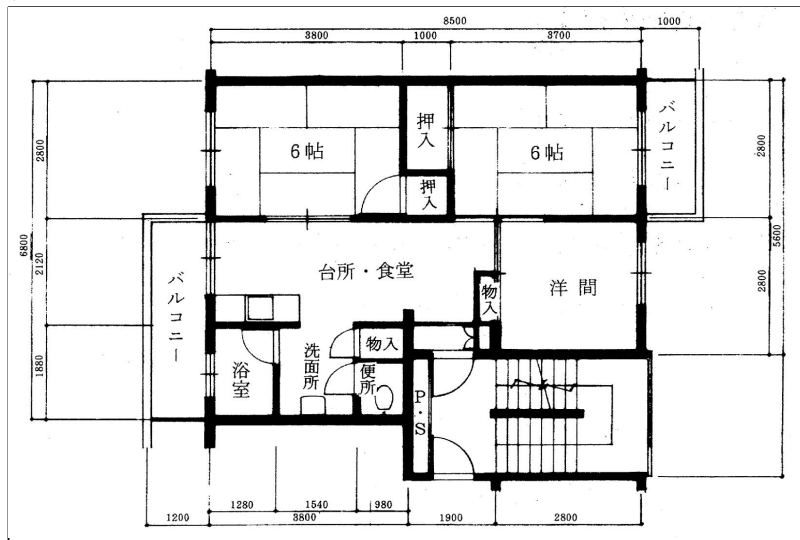 8500
1000
3800
1000
3700
バルコニー
押入
6帖
6帖
押入
2800
2800
6800
5600
2120
2800
1880
台所・食堂
洋間
物入
バルコニー
物入
洗面所
浴室
便所
P・S
1280
1540
980
1200
3800
1900
2800